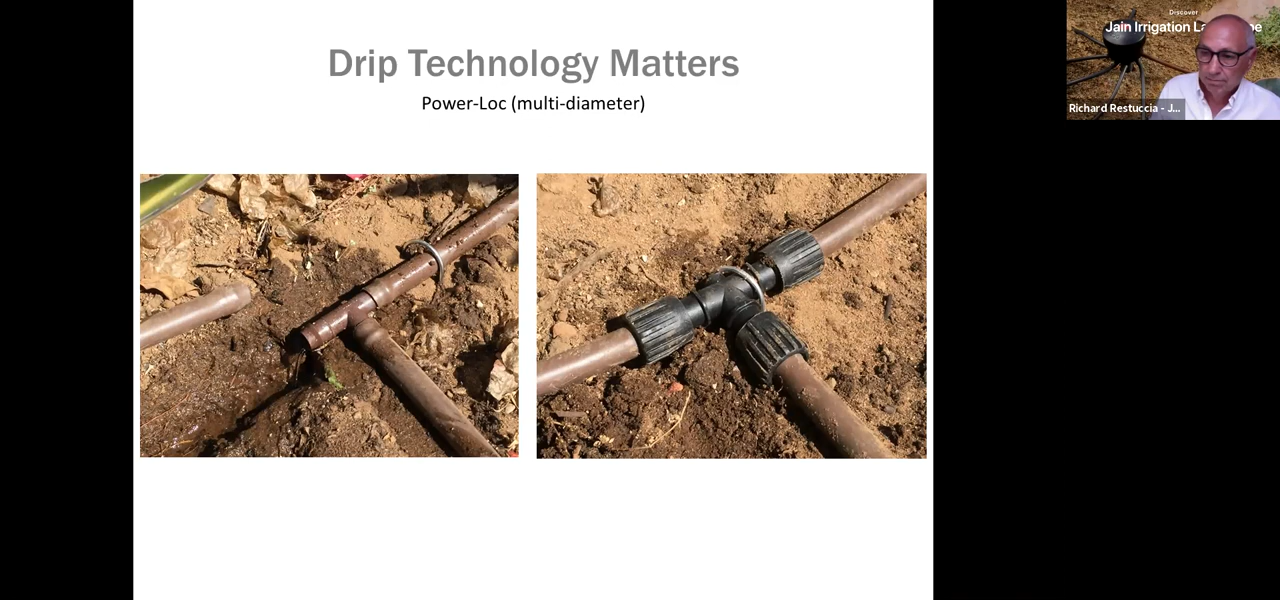 Drip Technology Matters
Power-Loc (multi-diameter)
Discover
Jain Irrigation La
Richard Restuccia - J...